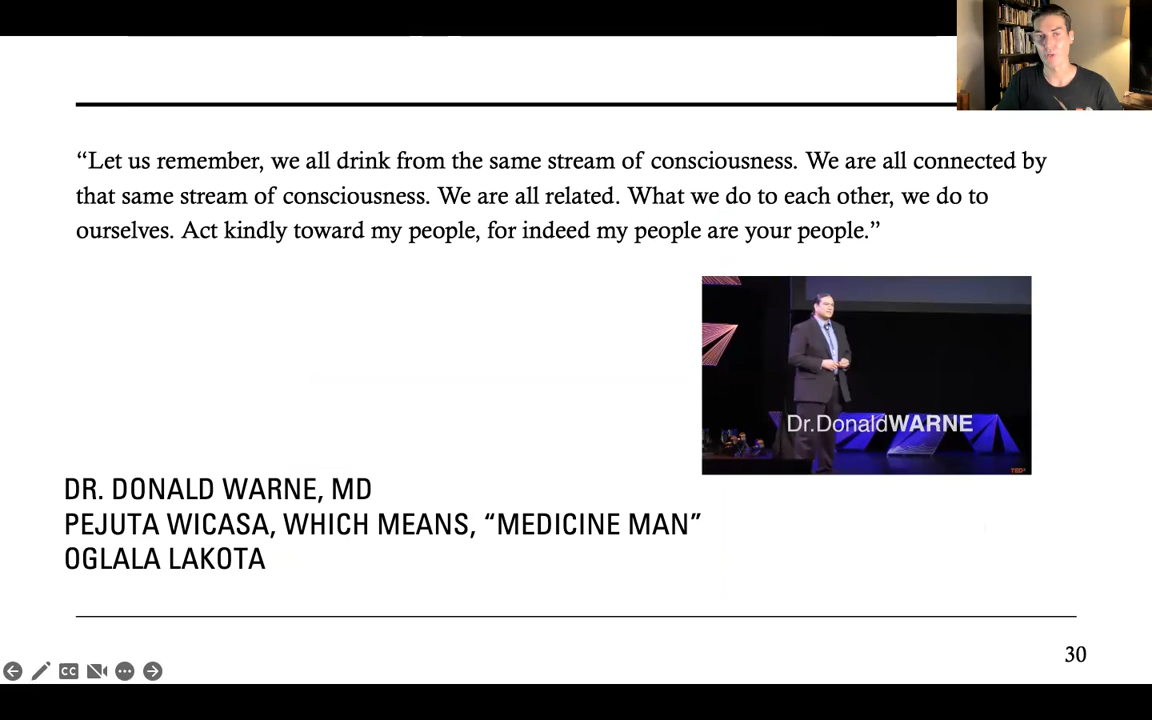 “Let us remember, we all drink from the same stream of consciousness. We are all connected by
that same stream of consciousness. We are all related. What we do to each other, we do to
ourselves. Act kindly toward my people, for indeed my people are your people.”
Dr.DonaldWARNE
TEDx
DR. DONALD WARNE, MD
PEJUTA WICASA, WHICH MEANS, “MEDICINE MAN”
OGLALA LAKOTA
30
CC